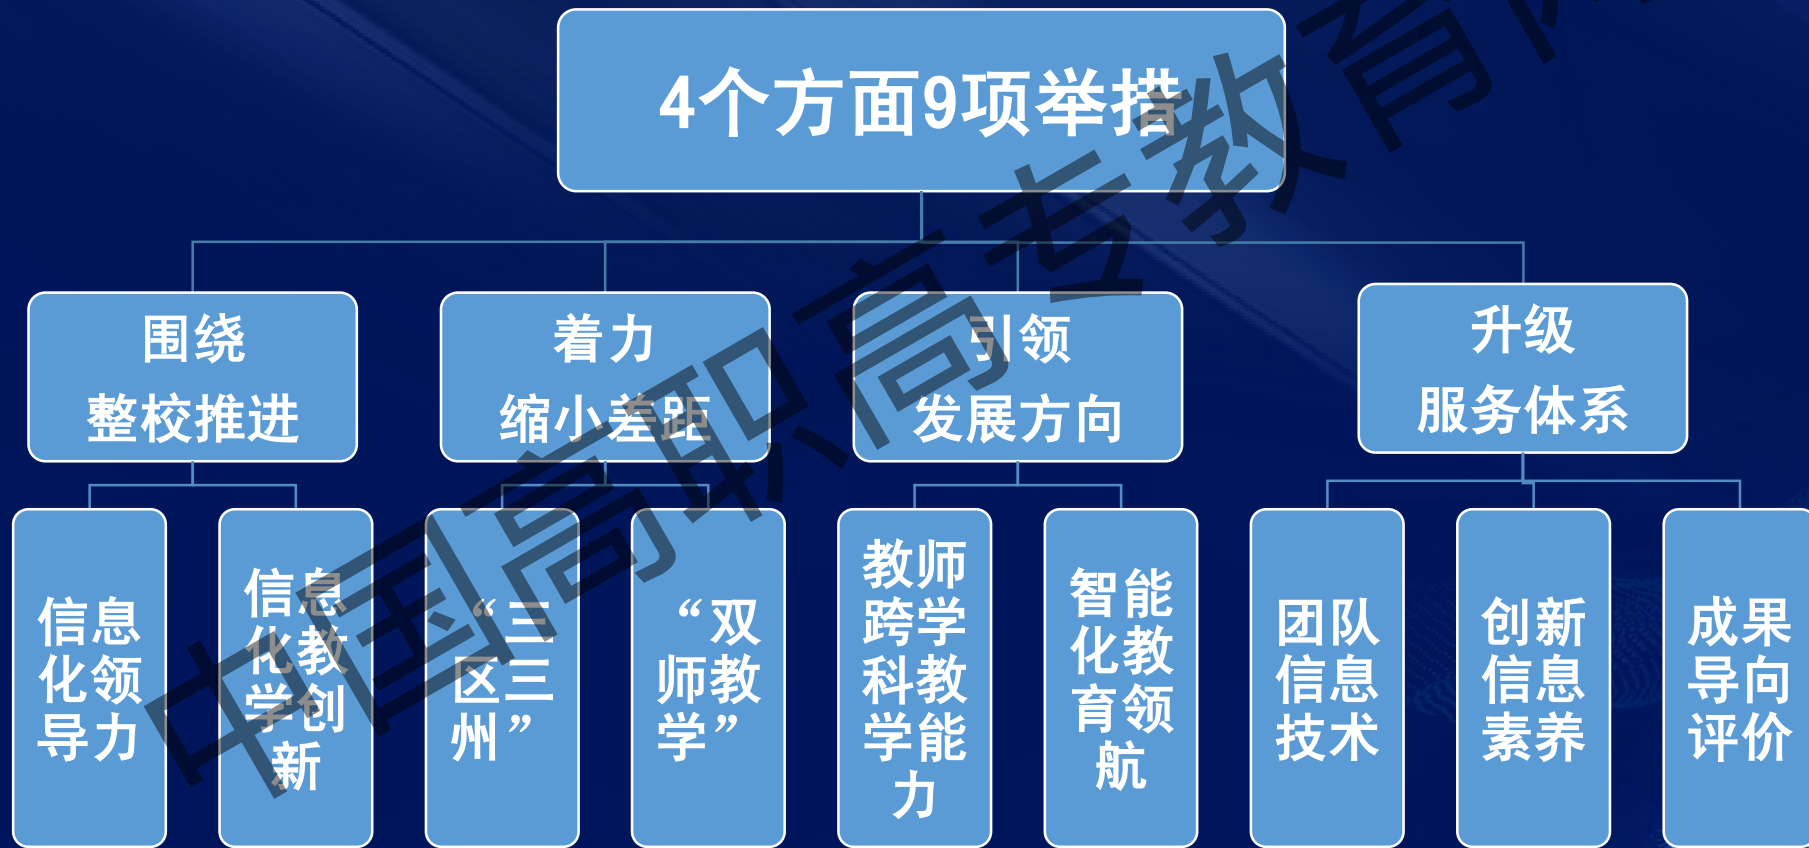 4个方面9项举措
围绕
整校推进
着力
缩小差距
引领
发展方向
升级
服务体系
信息
化领
导力
信息
化教
学创
新
“三
区三
州”
“双
师教
学”
教师
跨学
科教
学能
力
智能
化教
育领
航
团队
信息
技术
创新
信息
素养
成果
导向
评价
中国高职高专教育网